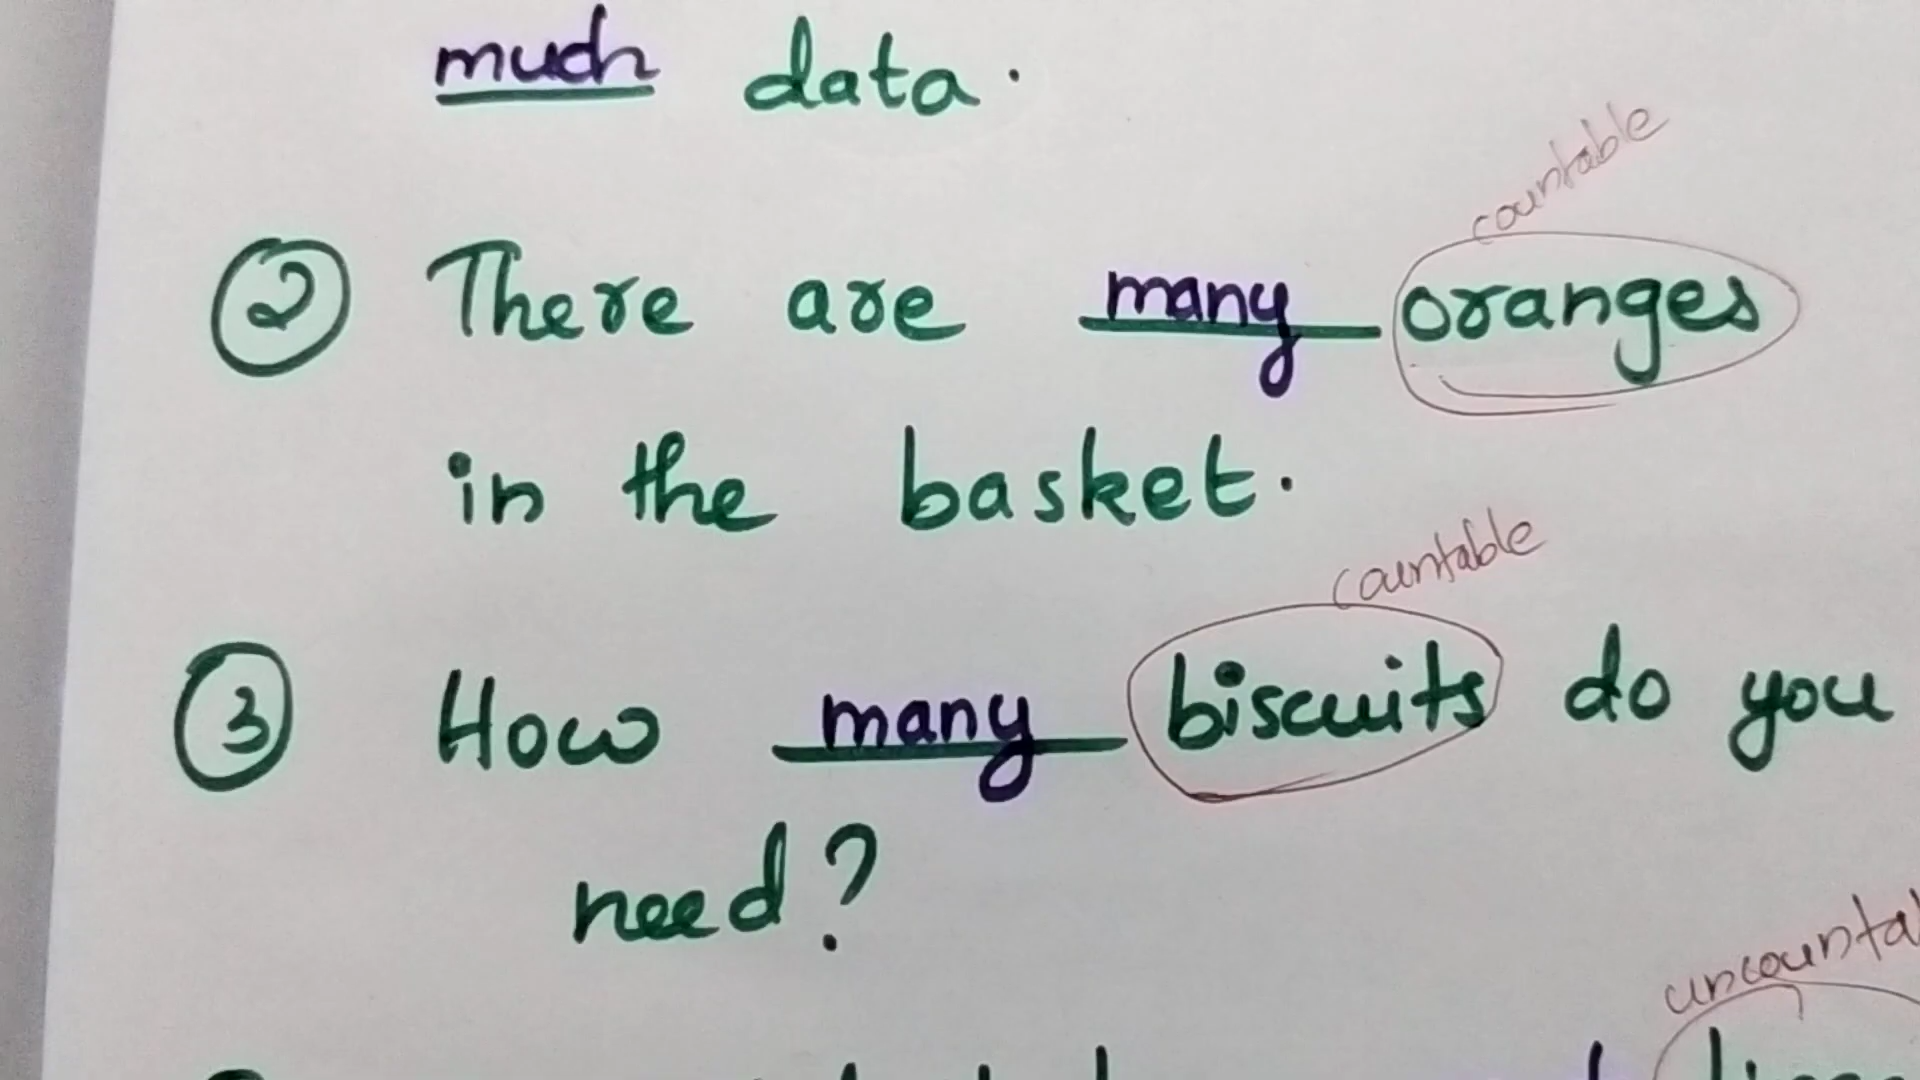 much data.
countable
② There are many oranges
in the basket.
countable
③ How many biscuits do you
need?